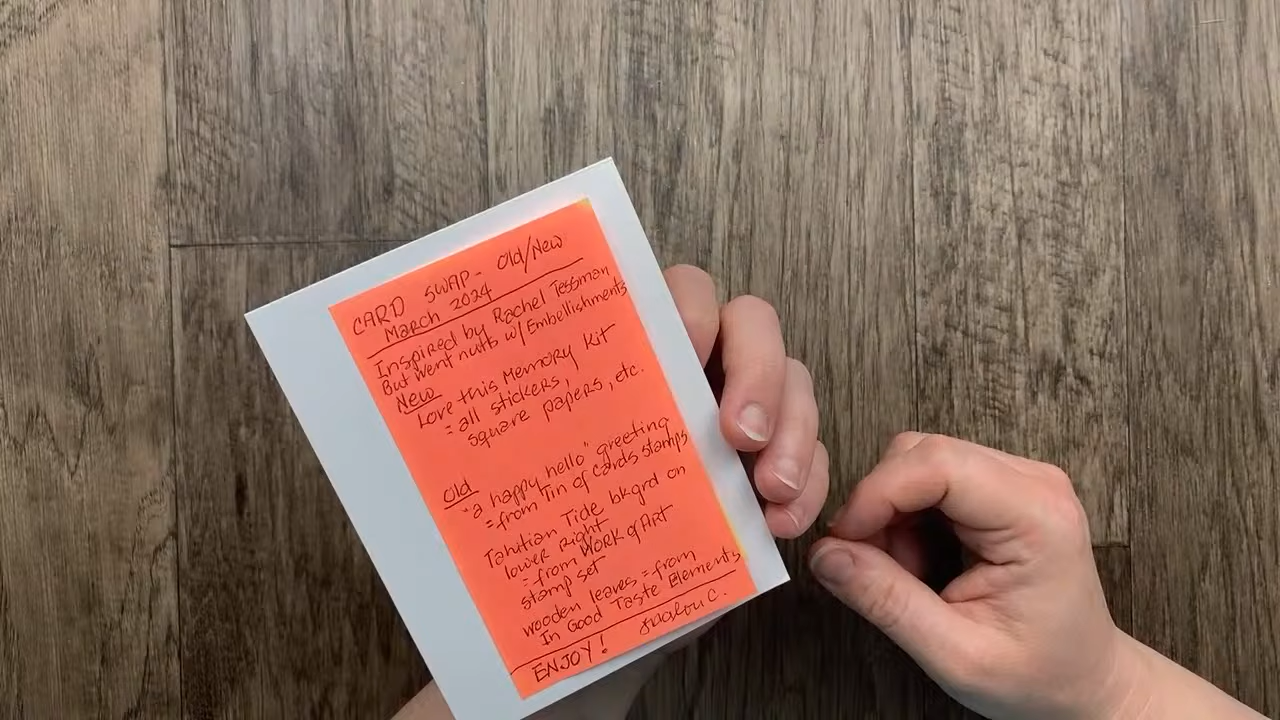 CARD SWAP - Old/New
March 2024
Inspired by Rachel Tessman
But went nuts w/ Embellishments
New
Love this Memory Kit
= all stickers,
square papers, etc.
Old
"a happy hello" greeting
= from Tin of Cards stamps
Tahitian Tide bkgrd on
lower right
= from Work of Art
stamp set
wooden leaves = from
In Good Taste Elements
C.
ENJOY!